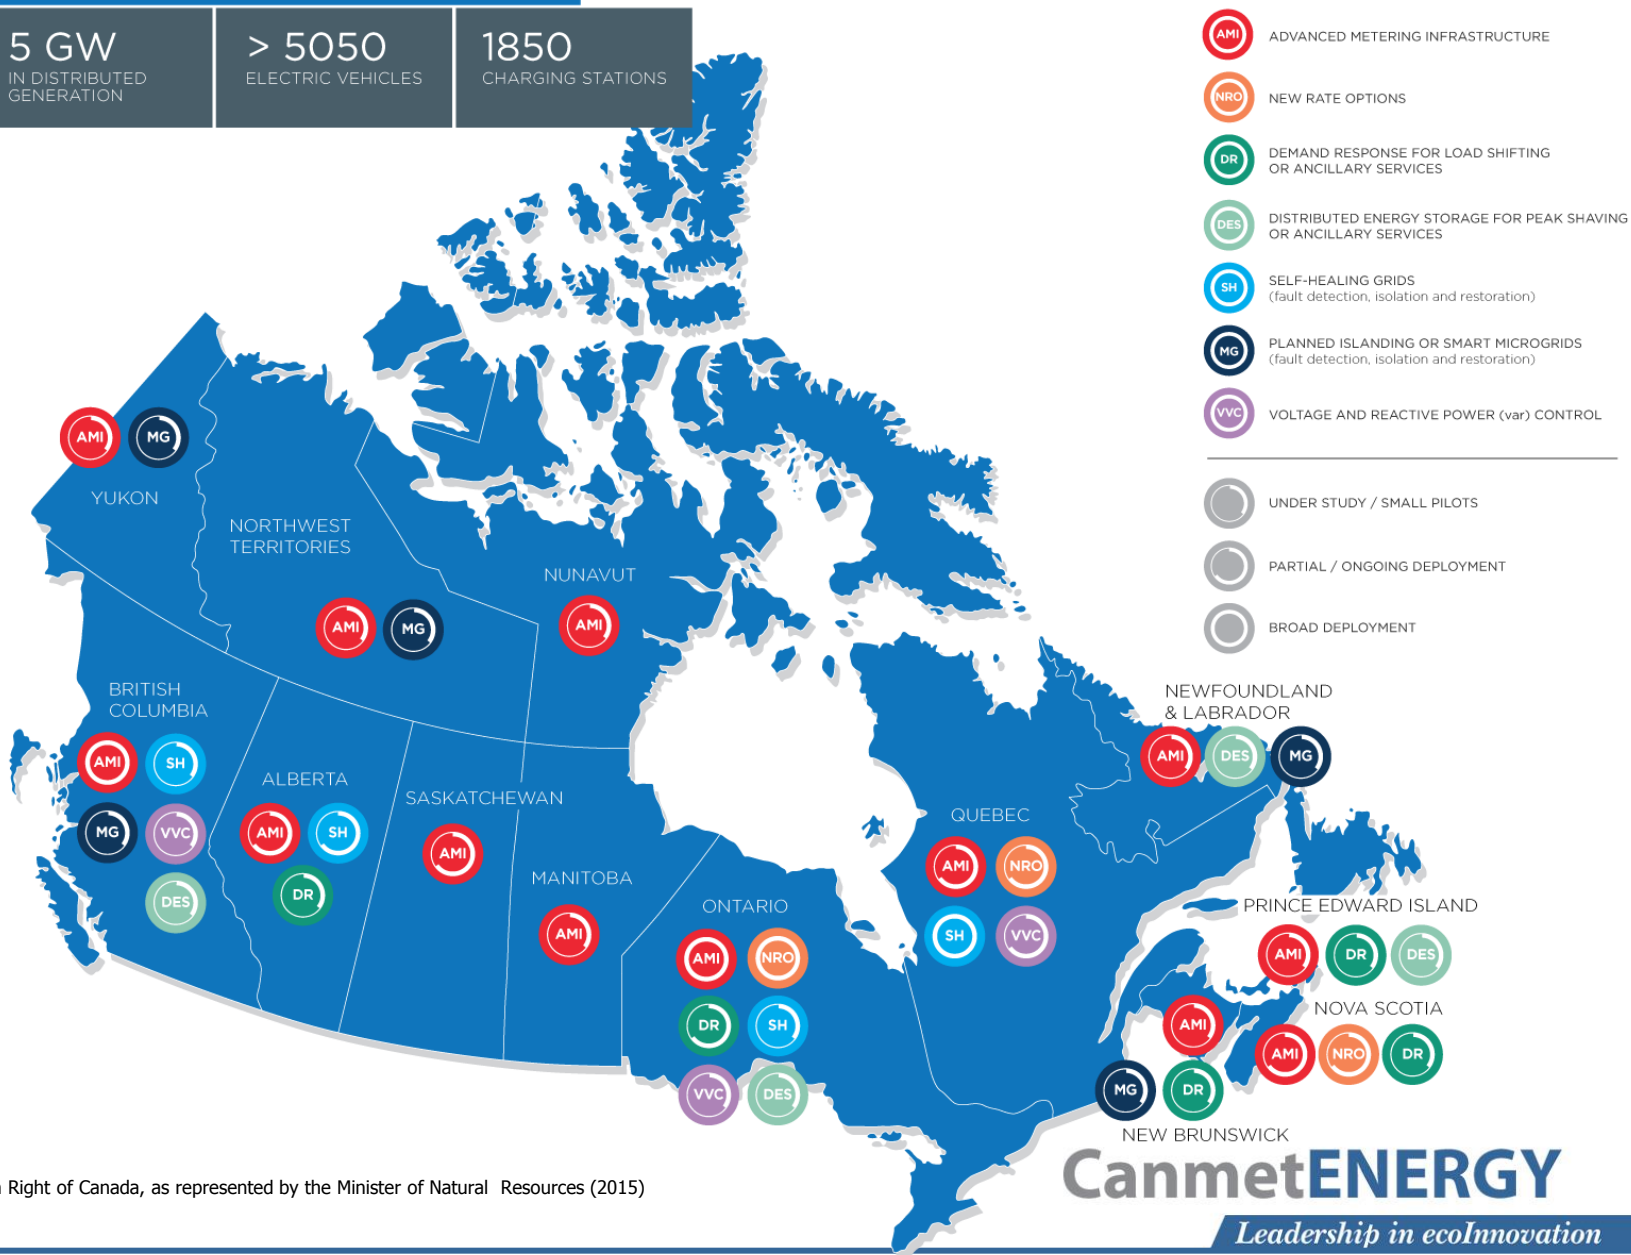 5 GW
IN DISTRIBUTED
GENERATION
> 5050
ELECTRIC VEHICLES
1850
CHARGING STATIONS
AMI
ADVANCED METERING INFRASTRUCTURE
NRO
NEW RATE OPTIONS
DR
DEMAND RESPONSE FOR LOAD SHIFTING
OR ANCILLARY SERVICES
DES
DISTRIBUTED ENERGY STORAGE FOR PEAK SHAVING
OR ANCILLARY SERVICES
SH
SELF-HEALING GRIDS
(fault detection, isolation and restoration)
MG
PLANNED ISLANDING OR SMART MICROGRIDS
(fault detection, isolation and restoration)
VVC
VOLTAGE AND REACTIVE POWER (var) CONTROL
UNDER STUDY / SMALL PILOTS
PARTIAL / ONGOING DEPLOYMENT
BROAD DEPLOYMENT
AMI MG
YUKON
NORTHWEST
TERRITORIES
AMI MG
NUNAVUT
AMI
BRITISH
COLUMBIA
AMI SH
MG VVC
DES
ALBERTA
AMI SH
DR
SASKATCHEWAN
AMI
MANITOBA
AMI
ONTARIO
AMI NRO
DR SH
VVC DES
QUEBEC
AMI NRO
SH VVC
NEWFOUNDLAND
& LABRADOR
AMI DES MG
PRINCE EDWARD ISLAND
AMI DR DES
NOVA SCOTIA
AMI NRO DR
AMI
MG DR
NEW BRUNSWICK
CanmetENERGY
Leadership in ecoInnovation
Right of Canada, as represented by the Minister of Natural Resources (2015)